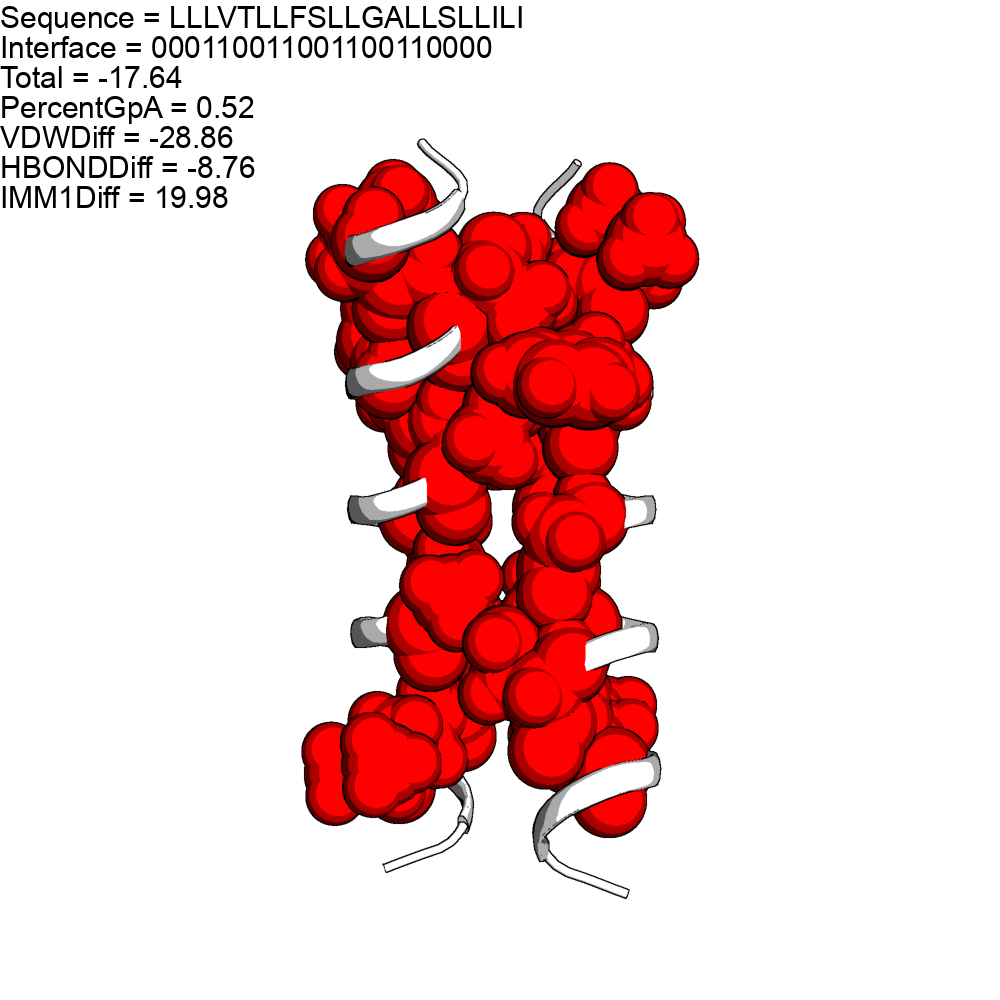 Sequence = LLLVTLLFSLLGALLSLLILI
Interface = 000110011001100110000
Total = -17.64
PercentGpA = 0.52
VDWDiff = -28.86
HBONDDiff = -8.76
IMM1Diff = 19.98